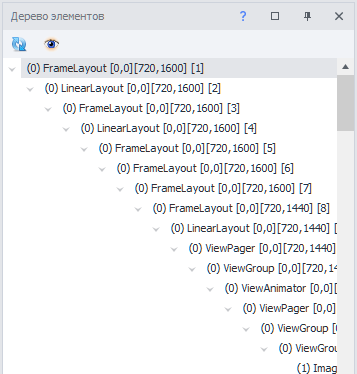 Дерево элементов
(0) FrameLayout [0,0][720,1600] [1]
(0) LinearLayout [0,0][720,1600] [2]
(0) FrameLayout [0,0][720,1600] [3]
(0) LinearLayout [0,0][720,1600] [4]
(0) FrameLayout [0,0][720,1600] [5]
(0) FrameLayout [0,0][720,1600] [6]
(0) FrameLayout [0,0][720,1600] [7]
(0) FrameLayout [0,0][720,1440] [8]
(0) LinearLayout [0,0][720,1440] [
(0) ViewPager [0,0][720,1440]
(0) ViewGroup [0,0][720,14
(0) ViewAnimator [0,0][
(0) ViewPager [0,0][
(0) ViewGroup [0
(0) ViewGrou
(1) Imag